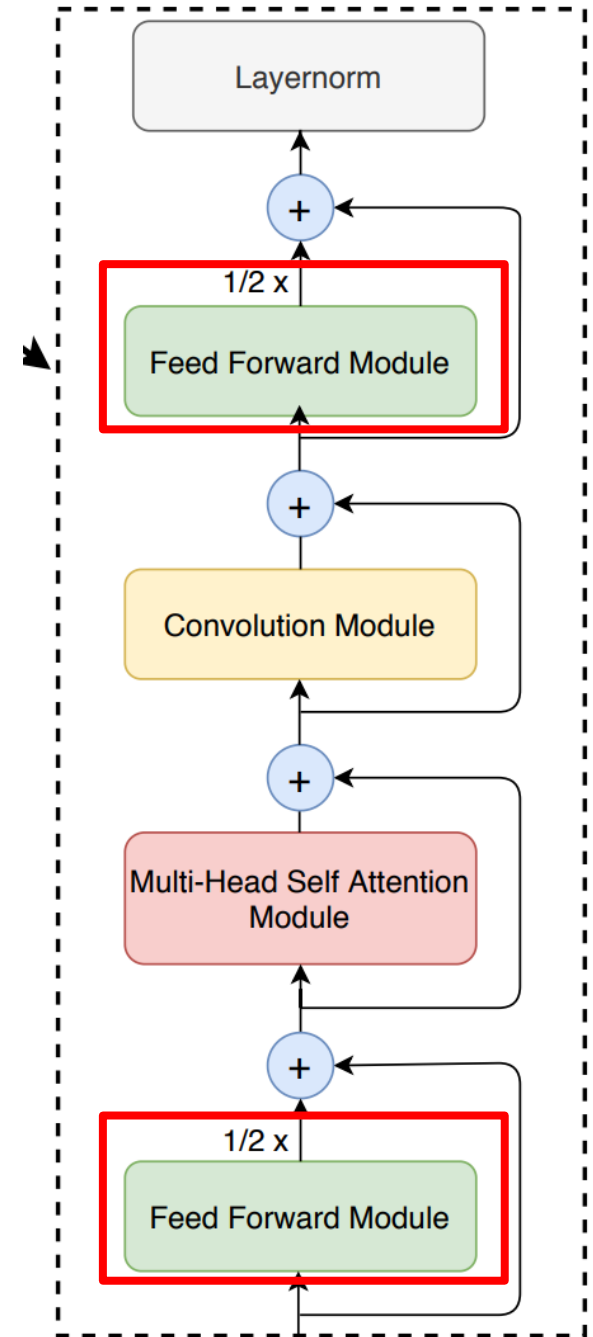 Layernorm
+
1/2 x
Feed Forward Module
+
Convolution Module
+
Multi-Head Self Attention
Module
+
1/2 x
Feed Forward Module